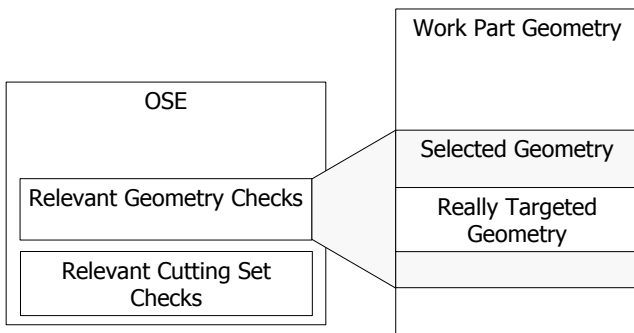 OSE
Relevant Geometry Checks
Relevant Cutting Set
Checks
Work Part Geometry
Selected Geometry
Really Targeted
Geometry